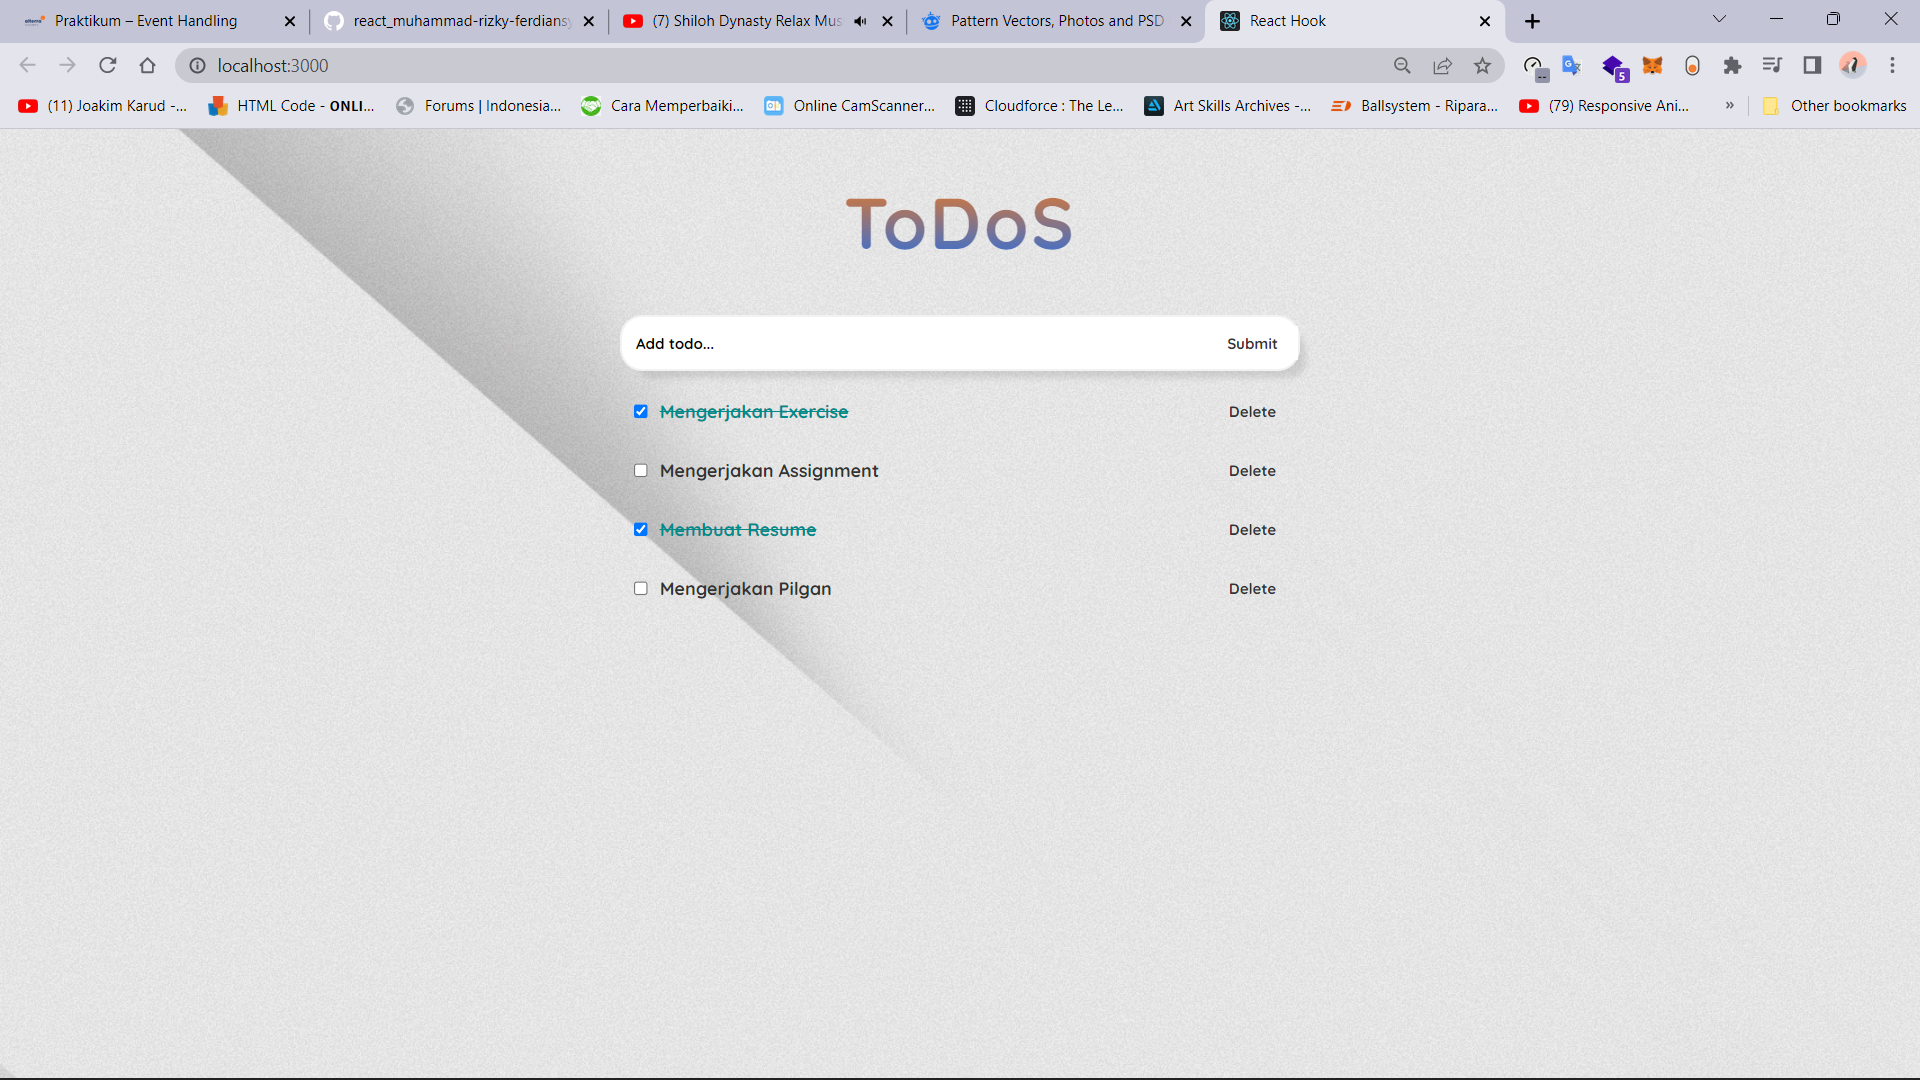 Praktikum – Event Handling
react_muhammad-rizky-ferdians
(7) Shiloh Dynasty Relax Mus
Pattern Vectors, Photos and PSD
React Hook
localhost:3000
5
(11) Joakim Karud -...
HTML Code - ONLI...
Forums | Indonesia...
Cara Memperbaiki...
Online CamScanner...
Cloudforce : The Le...
Art Skills Archives -...
Ballsystem - Ripara...
(79) Responsive Ani...
»
Other bookmarks
ToDoS
Add todo...
Submit
Mengerjakan Exercise
Delete
Mengerjakan Assignment
Delete
Membuat Resume
Delete
Mengerjakan Pilgan
Delete